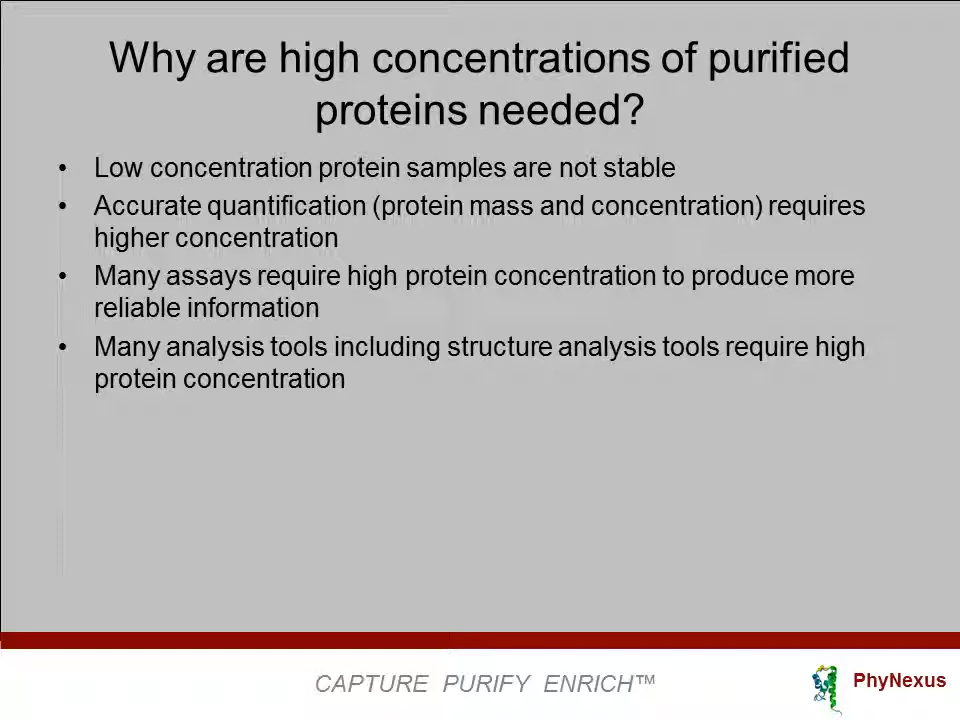 Why are high concentrations of purified
proteins needed?
• Low concentration protein samples are not stable
• Accurate quantification (protein mass and concentration) requires
higher concentration
• Many assays require high protein concentration to produce more
reliable information
• Many analysis tools including structure analysis tools require high
protein concentration
CAPTURE PURIFY ENRICH™
PhyNexus